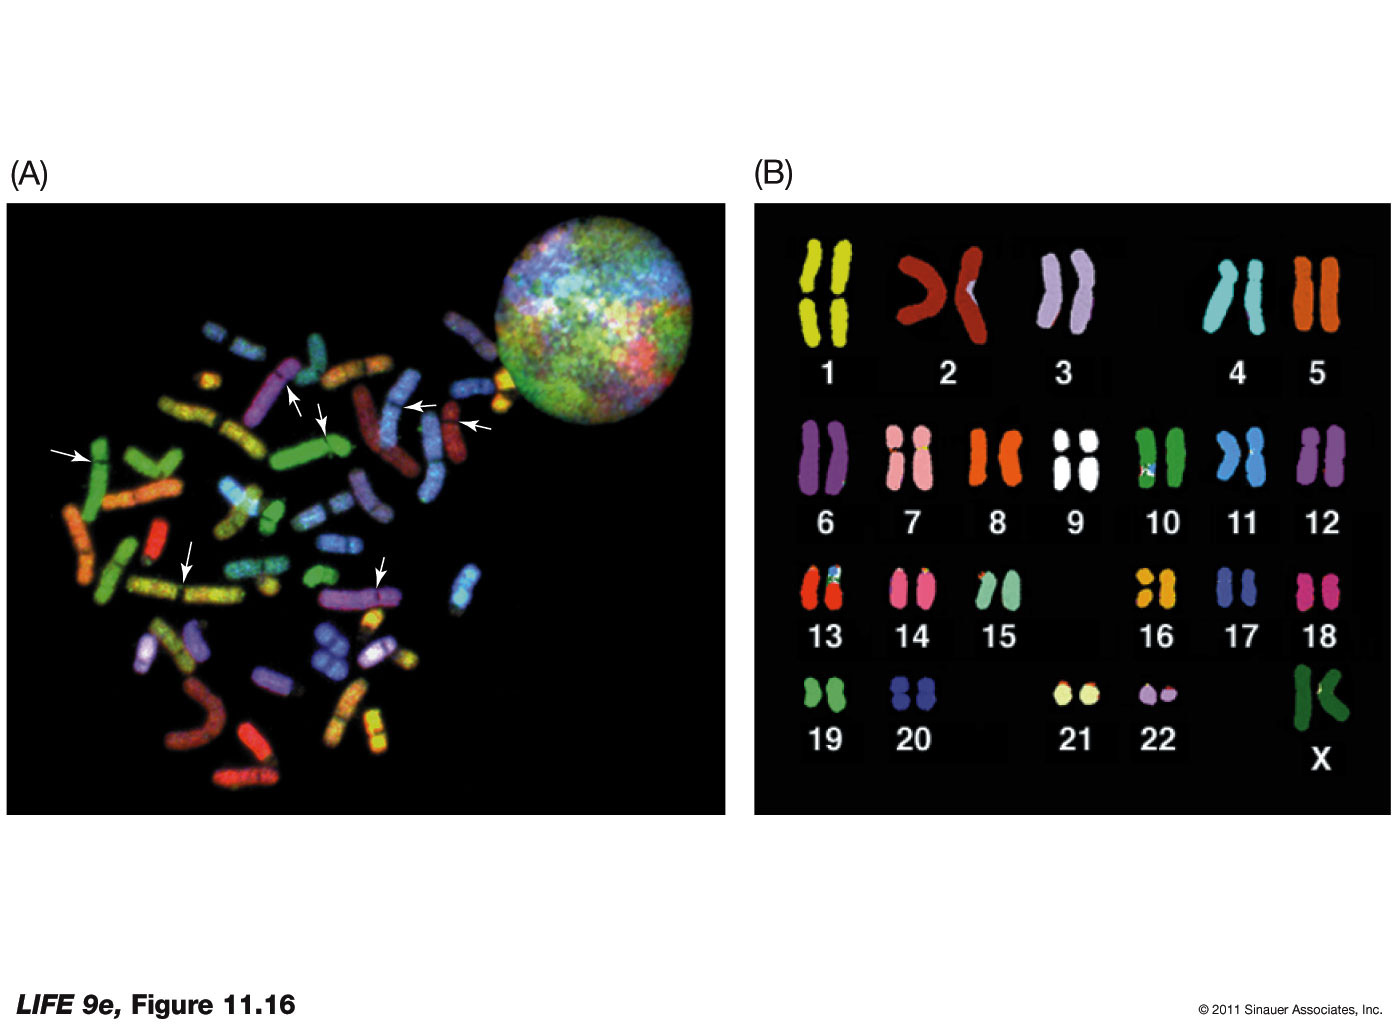 (A)
(B)
1 2 3 4 5
6 7 8 9 10 11 12
13 14 15 16 17 18
19 20 21 22 X
LIFE 9e, Figure 11.16
© 2011 Sinauer Associates, Inc.